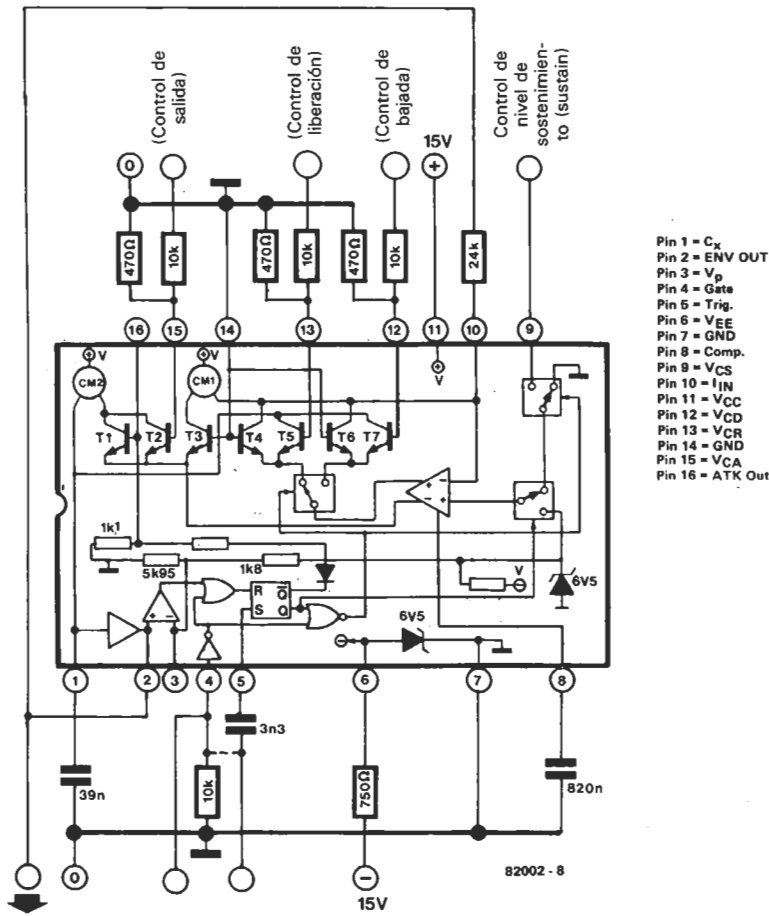 (Control de
salida)
(Control de
liberación)
(Control de
bajada)
Control de
nivel de
sostenimien-
to (sustain)
15V
0
+
470Ω
10k
470Ω
10k
470Ω
10k
24k
16
15
14
13
12
11
10
9
+
V
+
V
+
V
CM2
CM1
T1
T2
T3
T4
T5
T6
T7
+
−
+
−
1k1
5k95
1k8
V
−
6V5
+
−
R
S
Q
Q
6V5
−
1
2
3
4
5
6
7
8
3n3
39n
10k
750Ω
820n
0
−
15V
82002 - 8
Pin 1 = Cx
Pin 2 = ENV OUT
Pin 3 = Vp
Pin 4 = Gate
Pin 5 = Trig.
Pin 6 = VEE
Pin 7 = GND
Pin 8 = Comp.
Pin 9 = VCS
Pin 10 = IIN
Pin 11 = VCC
Pin 12 = VCD
Pin 13 = VCR
Pin 14 = GND
Pin 15 = VCA
Pin 16 = ATK Out